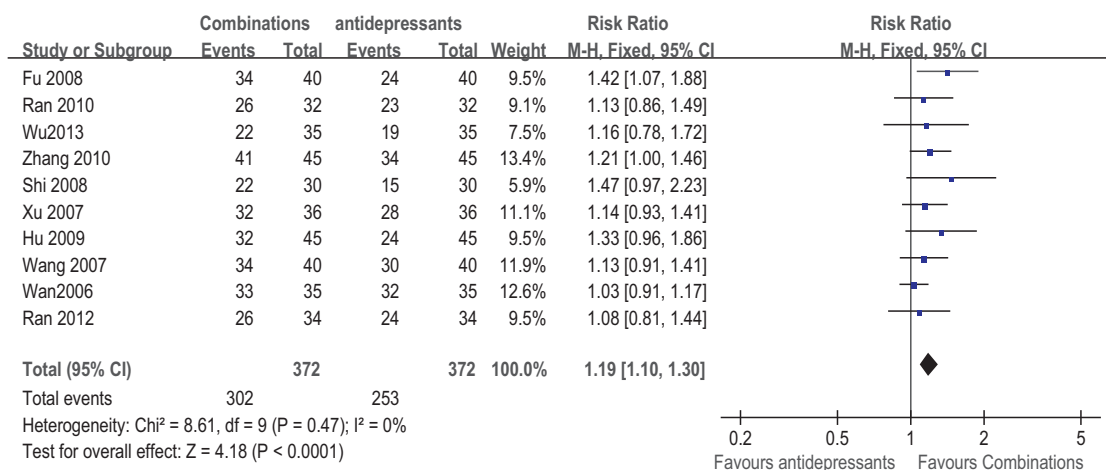 Combinations antidepressants Risk Ratio Risk Ratio
Study or Subgroup Events Total Events Total Weight M-H, Fixed, 95% CI M-H, Fixed, 95% CI
Fu 2008 34 40 24 40 9.5% 1.42 [1.07, 1.88]
Ran 2010 26 32 23 32 9.1% 1.13 [0.86, 1.49]
Wu2013 22 35 19 35 7.5% 1.16 [0.78, 1.72]
Zhang 2010 41 45 34 45 13.4% 1.21 [1.00, 1.46]
Shi 2008 22 30 15 30 5.9% 1.47 [0.97, 2.23]
Xu 2007 32 36 28 36 11.1% 1.14 [0.93, 1.41]
Hu 2009 32 45 24 45 9.5% 1.33 [0.96, 1.86]
Wang 2007 34 40 30 40 11.9% 1.13 [0.91, 1.41]
Wan2006 33 35 32 35 12.6% 1.03 [0.91, 1.17]
Ran 2012 26 34 24 34 9.5% 1.08 [0.81, 1.44]
Total (95% CI) 372 372 100.0% 1.19 [1.10, 1.30]
Total events 302 253
Heterogeneity: Chi² = 8.61, df = 9 (P = 0.47); I² = 0%
Test for overall effect: Z = 4.18 (P < 0.0001)
0.2 0.5 1 2 5
Favours antidepressants Favours Combinations